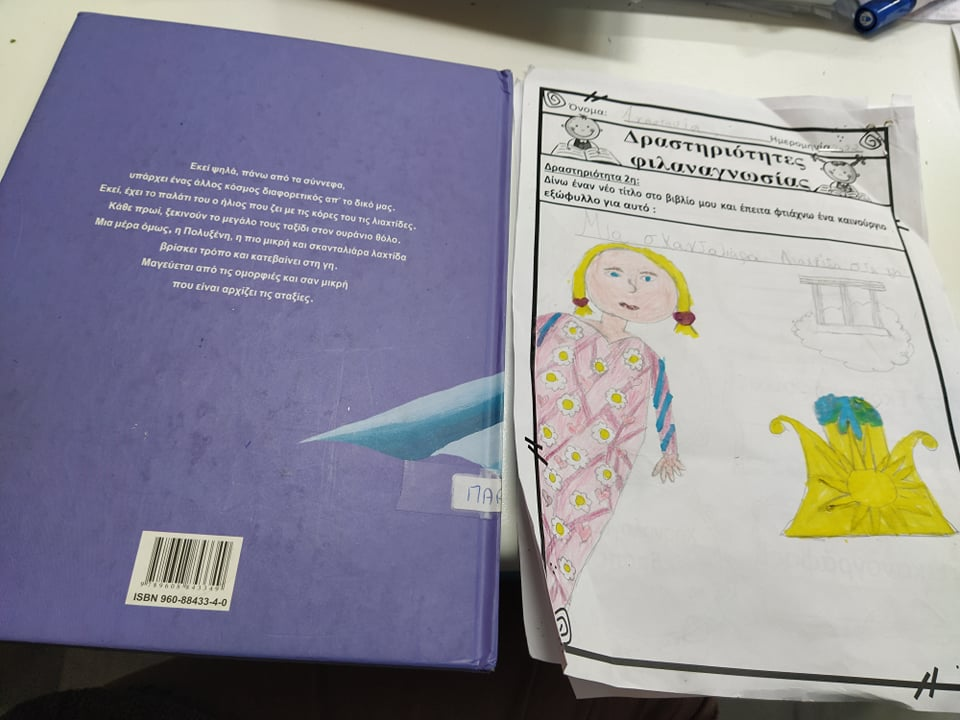 Εκεί ψηλά, πάνω από τα σύννεφα,
υπάρχει ένας άλλος κόσμος διαφορετικός απ' το δικό μας.
Εκεί, έχει το παλάτι του ο ήλιος που ζει με τις κόρες του τις λιαχτίδες.
Κάθε πρωί, ξεκινούν το μεγάλο τους ταξίδι στον ουράνιο θόλο.
Μια μέρα όμως, η Πολυξένη, η πιο μικρή και σκανταλιάρα λαχτίδα
βρίσκει τρόπο και κατεβαίνει στη γη.
Μαγεύεται από τις ομορφιές και σαν μικρή
που είναι αρχίζει τις αταξίες.
ΠΑΡ
ISBN 960-88433-4-0
Όνομα:
Ημερομηνία
Δραστηριότητες
φιλαναγνωσίας
Δραστηριότητα 2η:
Δίνω έναν νέο τίτλο στο βιβλίο μου και έπειτα φτιάχνω ένα καινούργιο
εξώφυλλο για αυτό :
Μια σκανταλιάρα λιαχτίδα στη γη